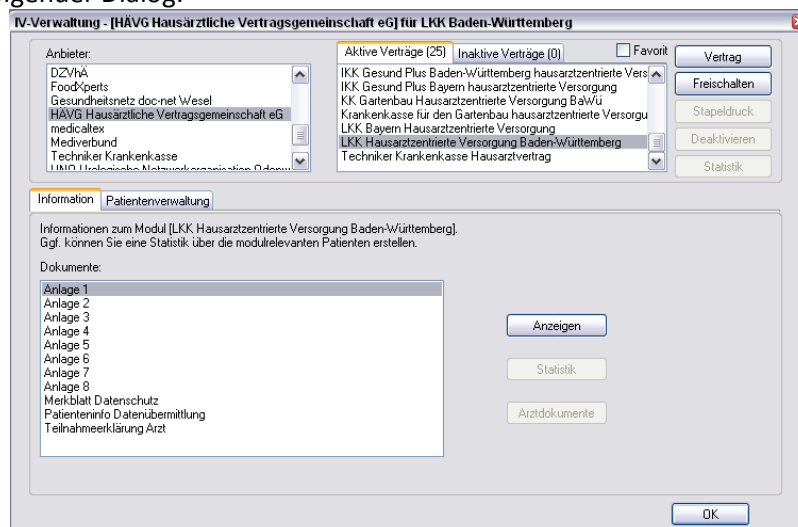 gender Dialog:
IV-Verwaltung - [HÄVG Hausärztliche Vertragsgemeinschaft eG] für LKK Baden-Württemberg
Anbieter:
DZVhÄ
FoodXperts
Gesundheitsnetz doc-net Wesel
HÄVG Hausärztliche Vertragsgemeinschaft eG
medicaltex
Mediverbund
Techniker Krankenkasse
UNO Urologische Netzwerkorganisation Odenw
Aktive Verträge (25)
Inaktive Verträge (0)
Favorit
IKK Gesund Plus Baden-Württemberg hausarztzentrierte Vers
IKK Gesund Plus Bayern hausarztzentrierte Versorgung
KK Gartenbau Hausarztzentrierte Versorgung BaWü
Krankenkasse für den Gartenbau hausarztzentrierte Versorgu
LKK Bayern Hausarztzentrierte Versorgung
LKK Hausarztzentrierte Versorgung Baden-Württemberg
Techniker Krankenkasse Hausarztvertrag
Vertrag
Freischalten
Stapeldruck
Deaktivieren
Statistik
Information
Patientenverwaltung
Informationen zum Modul [LKK Hausarztzentrierte Versorgung Baden-Württemberg].
Ggf. können Sie eine Statistik über die modulrelevanten Patienten erstellen.
Dokumente:
Anlage 1
Anlage 2
Anlage 3
Anlage 4
Anlage 5
Anlage 6
Anlage 7
Anlage 8
Merkblatt Datenschutz
Patienteninfo Datenübermittlung
Teilnahmeerklärung Arzt
Anzeigen
Statistik
Arztdokumente
OK